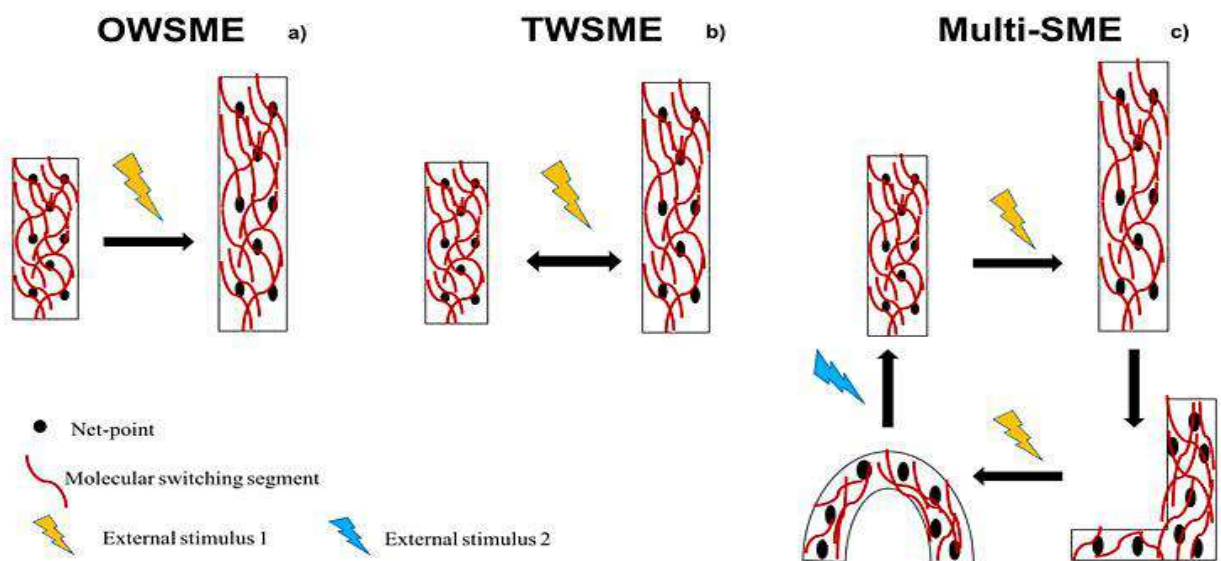 OWSME a)
TWSME b)
Multi-SME c)
Net-point
Molecular switching segment
External stimulus 1
External stimulus 2